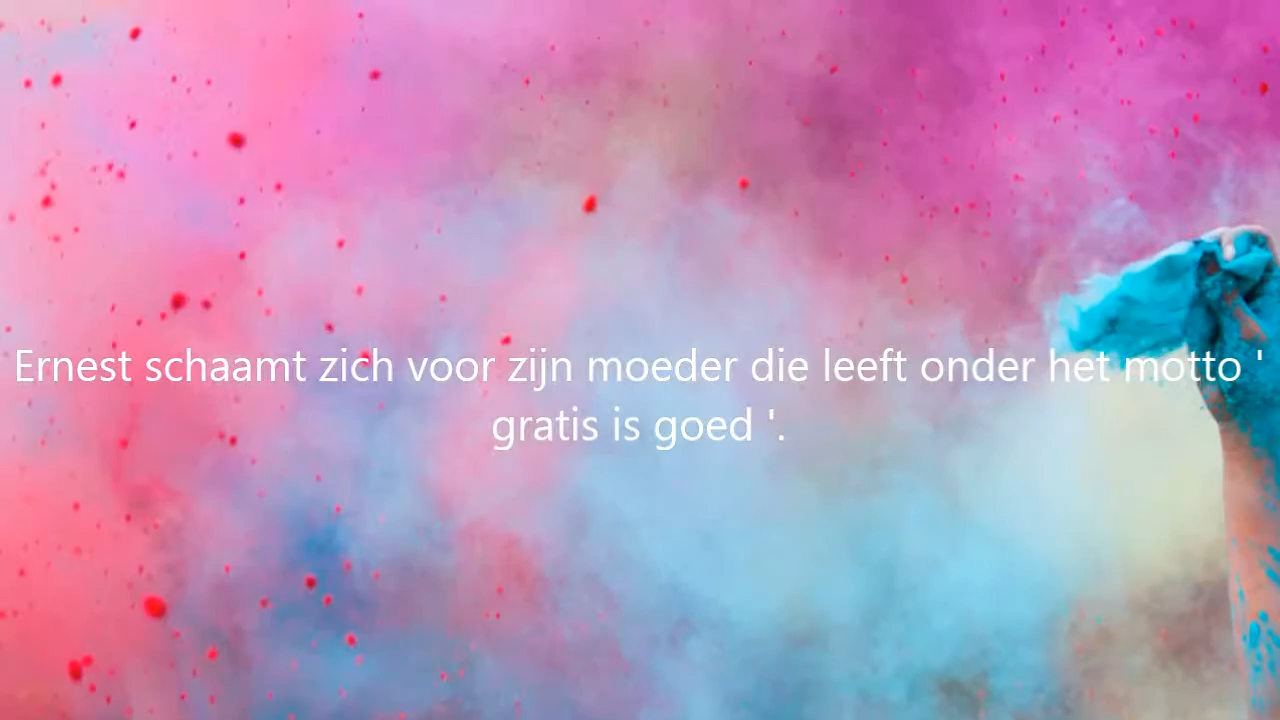 Ernest schaamt zich voor zijn moeder die leeft onder het motto '
gratis is goed '.